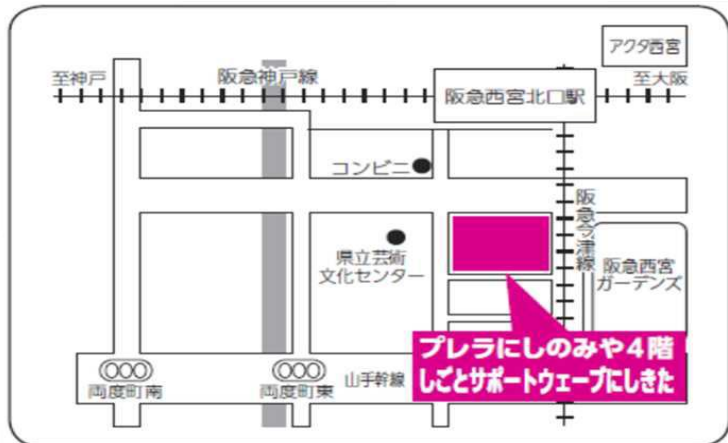 アクタ西宮
至神戸
阪急神戸線
阪急西宮北口駅
至大阪
コンビニ
阪急今津線
県立芸術
文化センター
阪急西宮
ガーデンズ
プレラにしのみや4階
しごとサポートウェーブにしきた
両度町南
両度町東
山手幹線